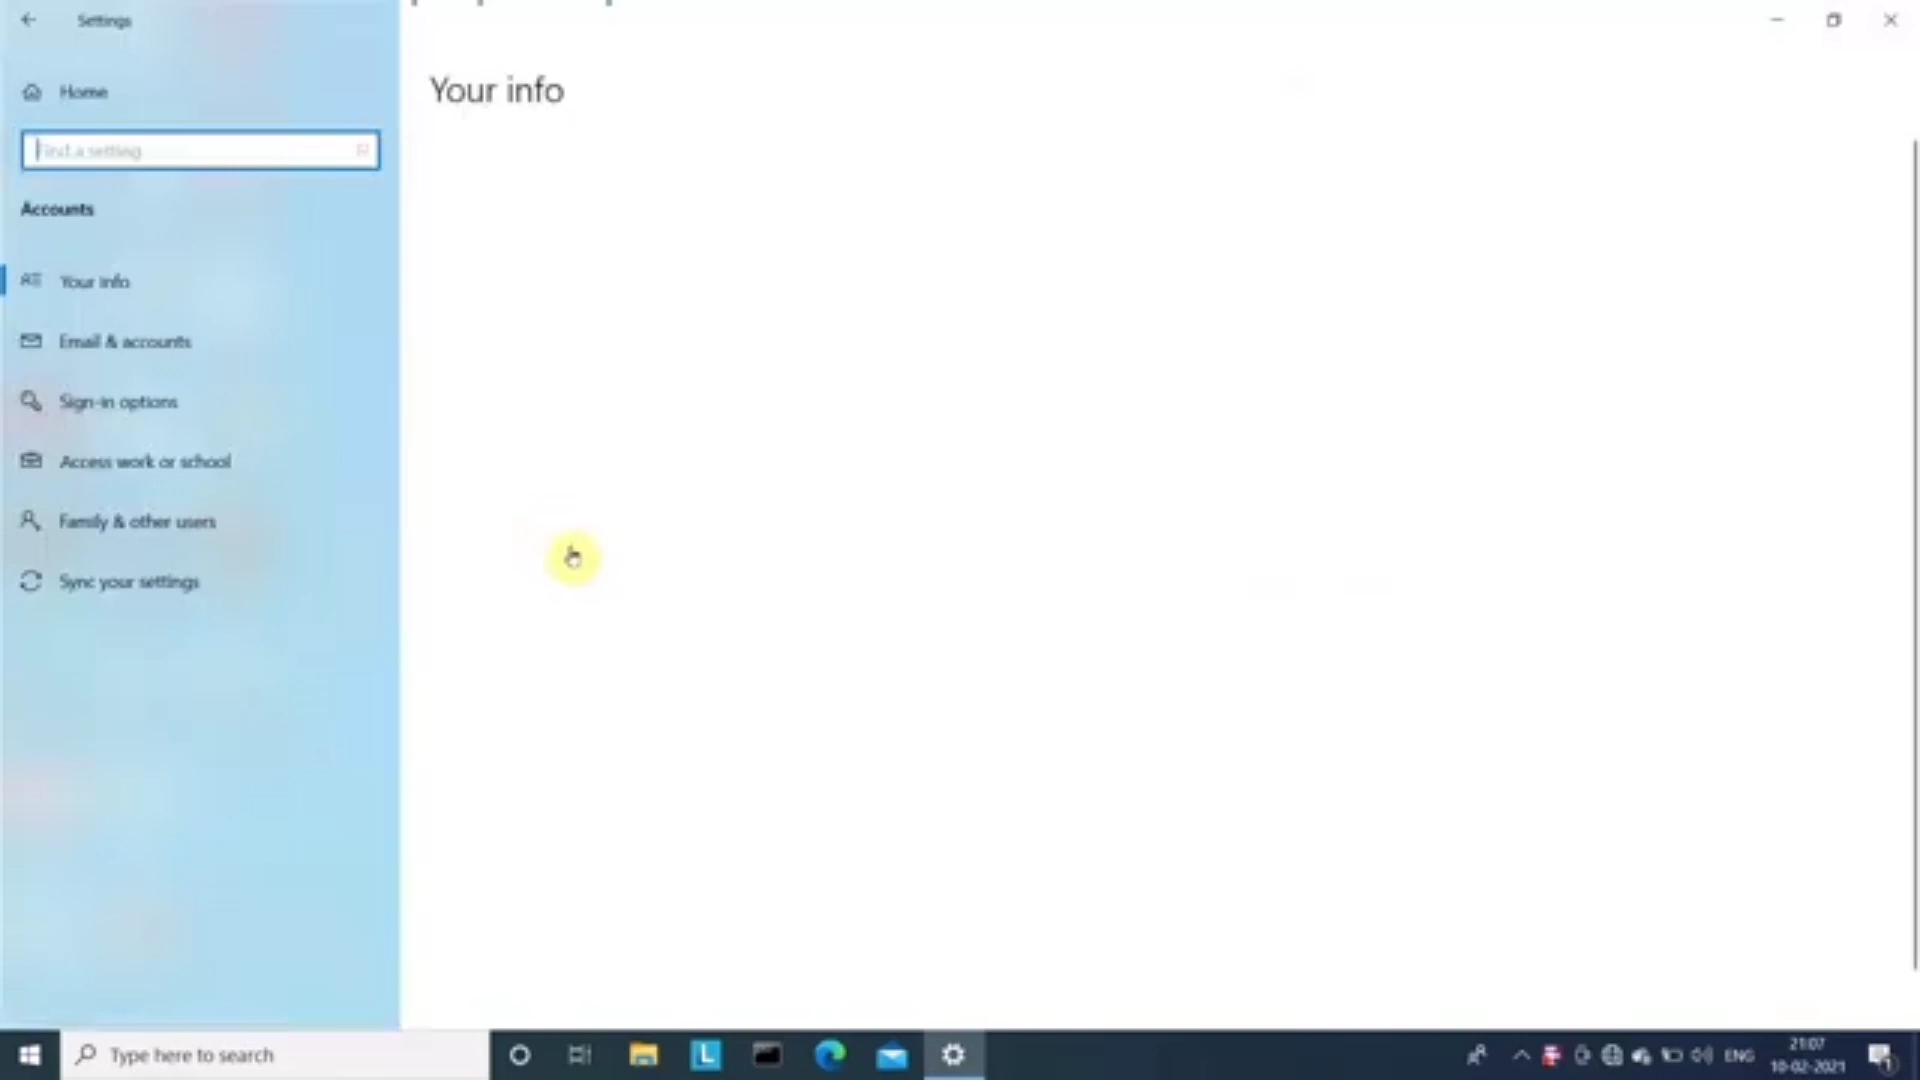 Settings
Home
Find a setting
Accounts
Your info
Email & accounts
Sign-in options
Access work or school
Family & other users
Sync your settings
Your info
Type here to search
L
ENG
21:07
10-02-2021
1